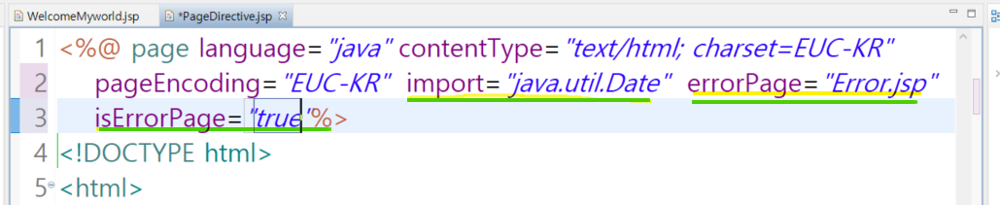 WelcomeMyworld.jsp *PageDirective.jsp
1 <%@ page language="java" contentType="text/html; charset=EUC-KR"
2 pageEncoding="EUC-KR" import="java.util.Date" errorPage="Error.jsp"
3 isErrorPage="true"%>
4 <!DOCTYPE html>
5 <html>